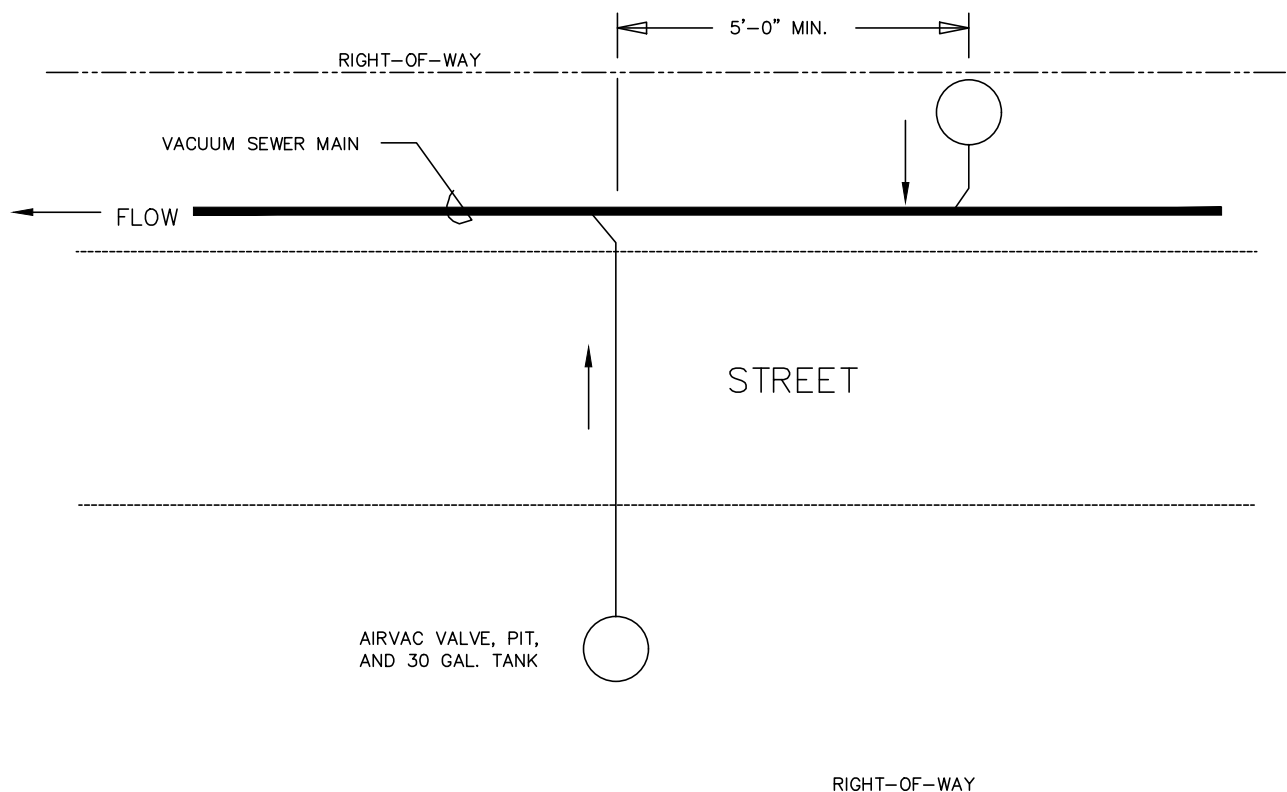 5'-0" MIN.
RIGHT-OF-WAY
VACUUM SEWER MAIN
FLOW
STREET
AIRVAC VALVE, PIT,
AND 30 GAL. TANK
RIGHT-OF-WAY